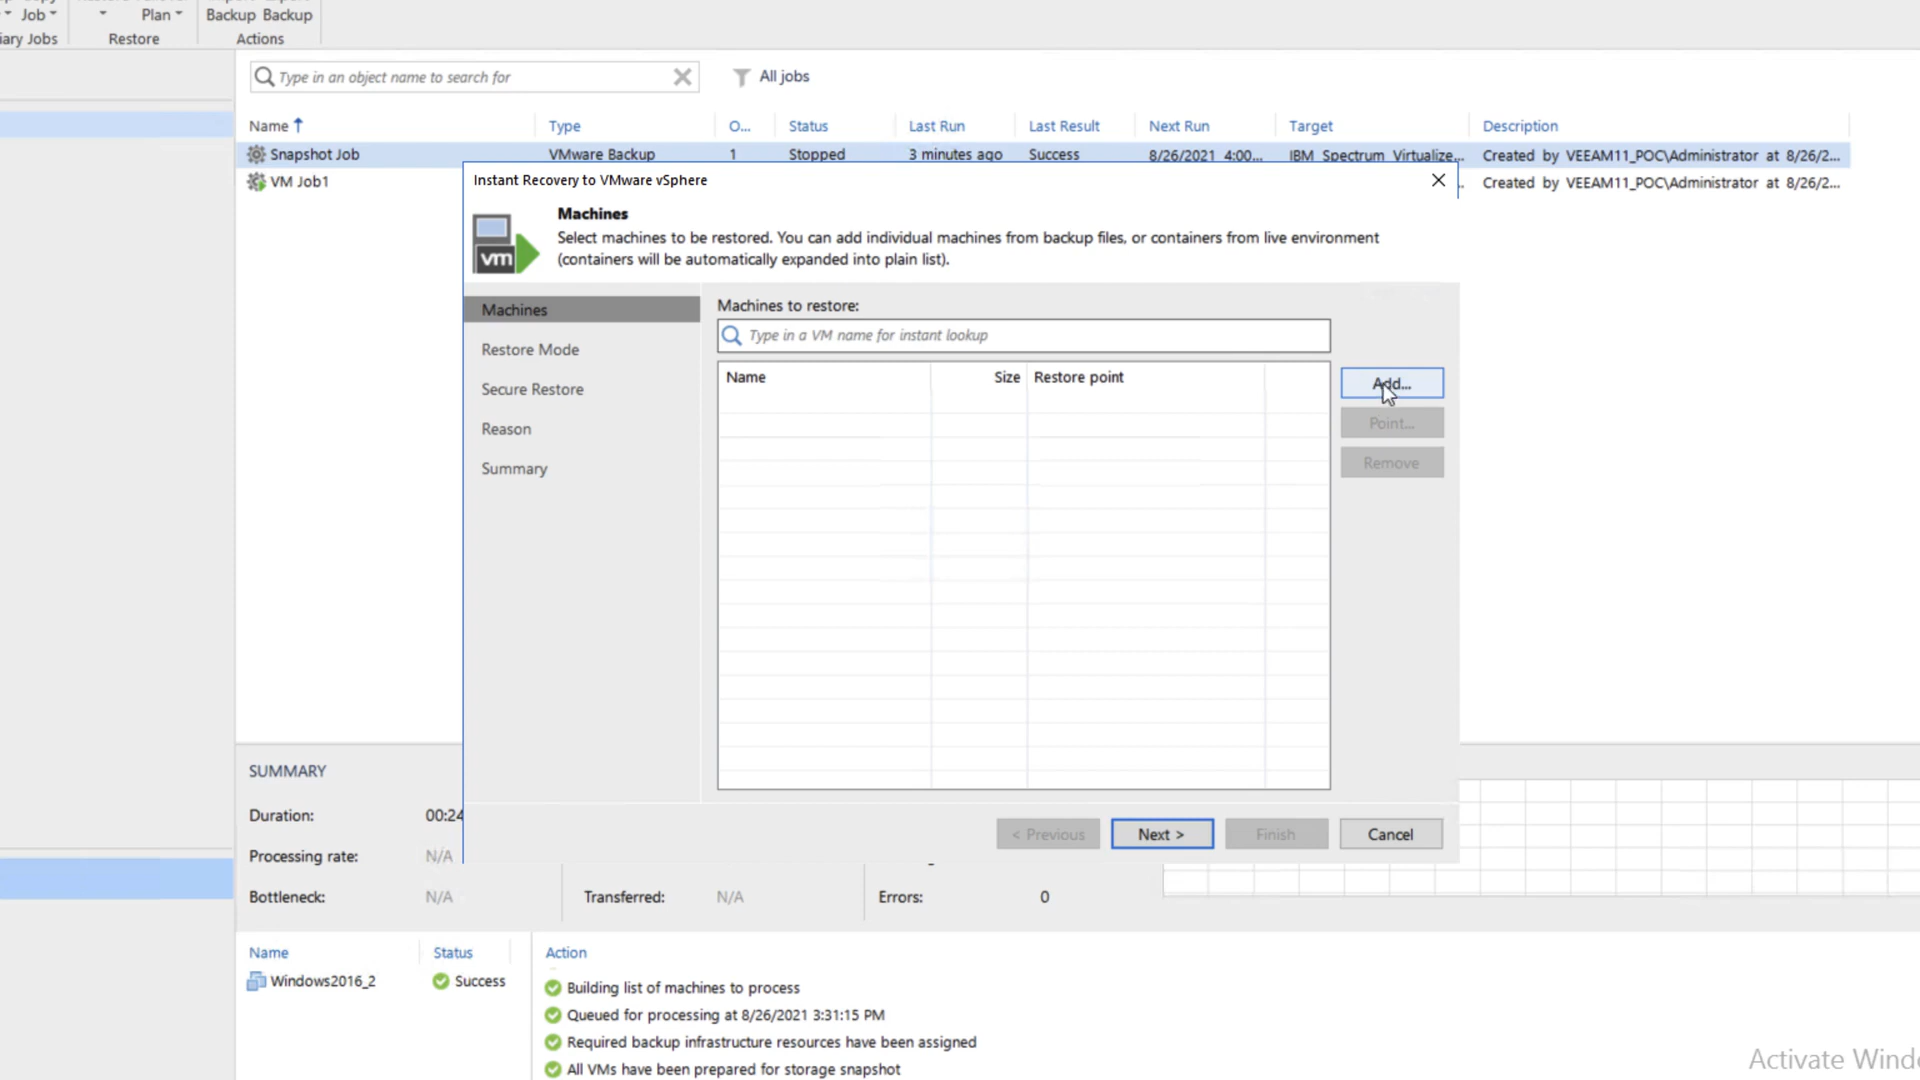 Job
Plan
Backup Backup
iary Jobs
Restore
Actions
Type in an object name to search for
All jobs
Name Type O... Status Last Run Last Result Next Run Target Description
Snapshot Job VMware Backup 1 Stopped 3 minutes ago Success 8/26/2021 4:00... IBM Spectrum Virtualize... Created by VEEAM11_POC\Administrator at 8/26/2...
VM Job1 Created by VEEAM11_POC\Administrator at 8/26/2...
Instant Recovery to VMware vSphere
Machines
Select machines to be restored. You can add individual machines from backup files, or containers from live environment
(containers will be automatically expanded into plain list).
vm
Machines
Restore Mode
Secure Restore
Reason
Summary
Machines to restore:
Type in a VM name for instant lookup
Name Size Restore point
Add...
Point...
Remove
< Previous Next > Finish Cancel
SUMMARY
Duration: 00:24
Processing rate: N/A
Bottleneck: N/A
Transferred: N/A
Errors: 0
Name Status
Windows2016_2 Success
Action
Building list of machines to process
Queued for processing at 8/26/2021 3:31:15 PM
Required backup infrastructure resources have been assigned
All VMs have been prepared for storage snapshot
Activate Windo